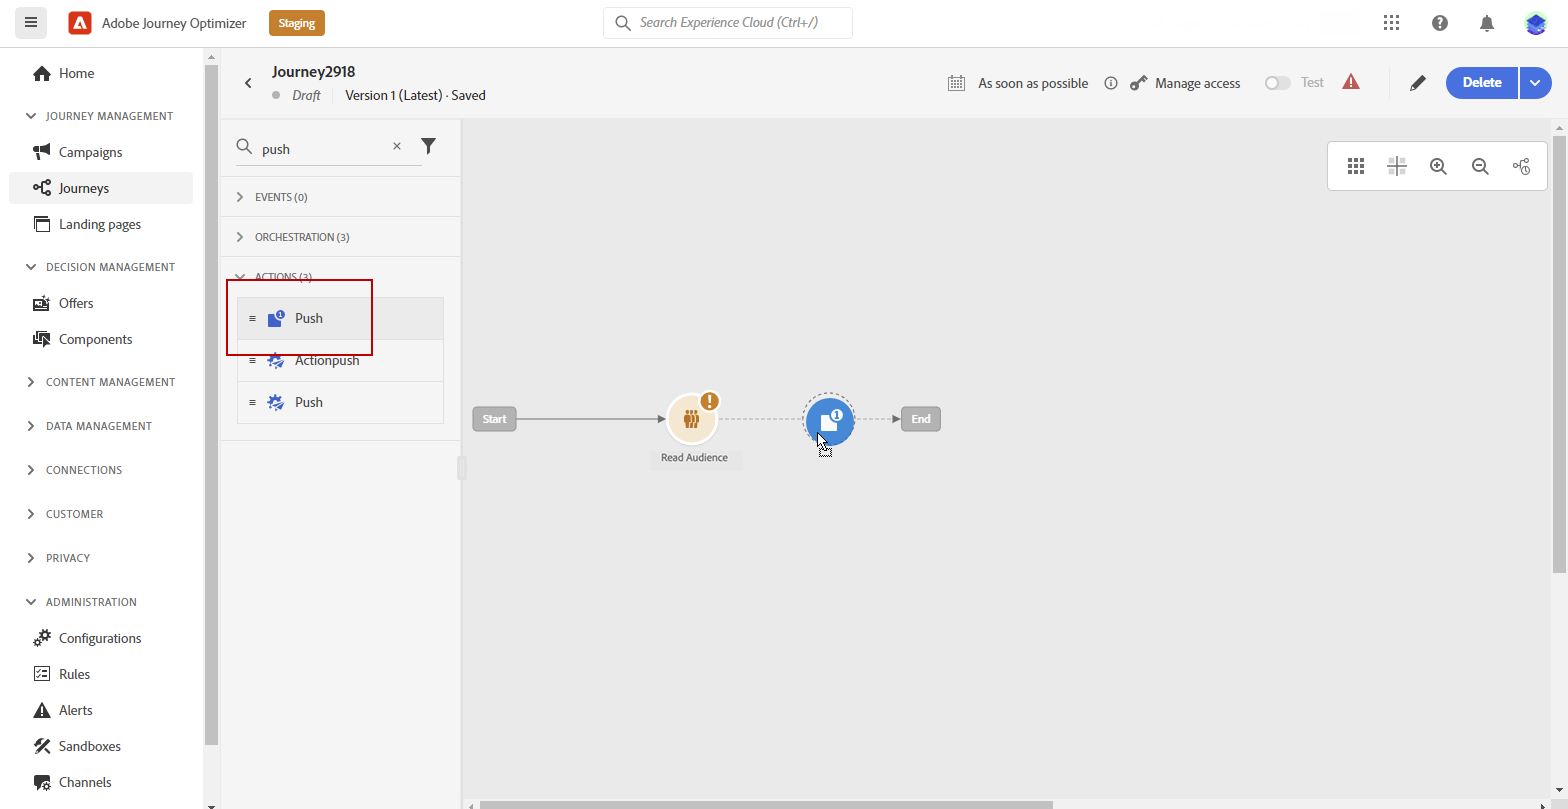 Adobe Journey Optimizer
Staging
Search Experience Cloud (Ctrl+/)
Home
JOURNEY MANAGEMENT
Campaigns
Journeys
Landing pages
DECISION MANAGEMENT
Offers
Components
CONTENT MANAGEMENT
DATA MANAGEMENT
CONNECTIONS
CUSTOMER
PRIVACY
ADMINISTRATION
Configurations
Rules
Alerts
Sandboxes
Channels
Journey2918
Draft
Version 1 (Latest) · Saved
As soon as possible
Manage access
Test
Delete
push
EVENTS (0)
ORCHESTRATION (3)
ACTIONS (3)
1
Push
Actionpush
Push
Start
Read Audience
1
End